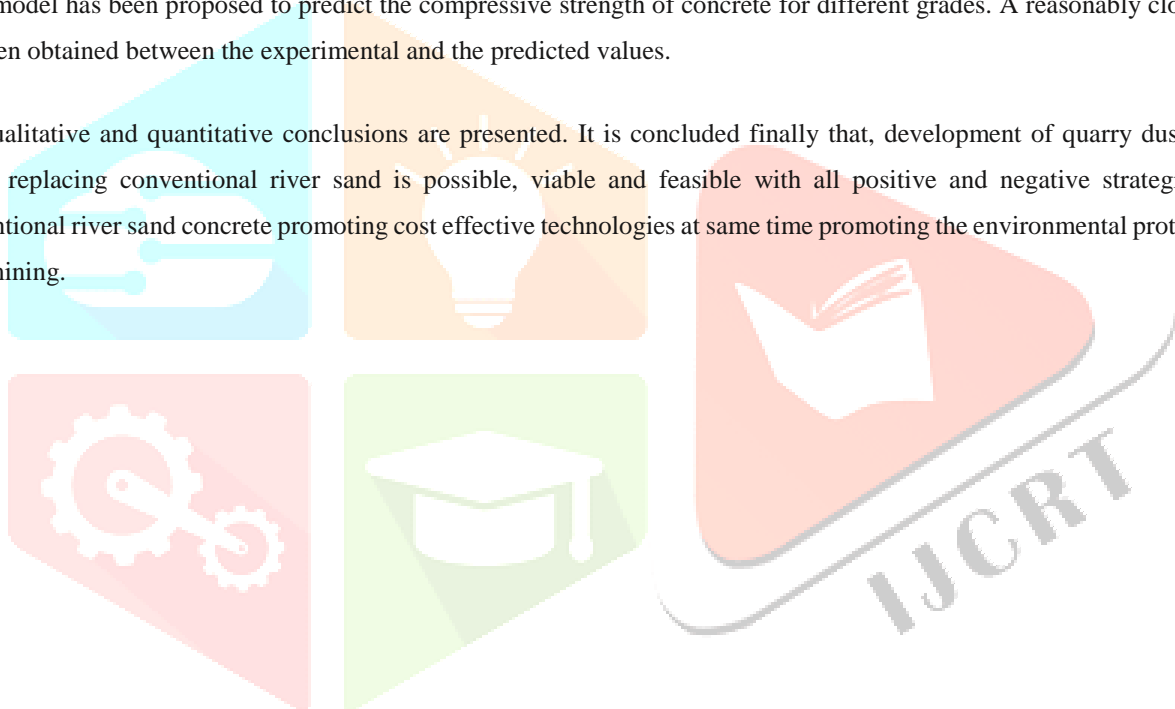 model has been proposed to predict the compressive strength of concrete for different grades. A reasonably clo
en obtained between the experimental and the predicted values.
ualitative and quantitative conclusions are presented. It is concluded finally that, development of quarry dus
replacing conventional river sand is possible, viable and feasible with all positive and negative strateg
ntional river sand concrete promoting cost effective technologies at same time promoting the environmental prot
mining.
IJCRT